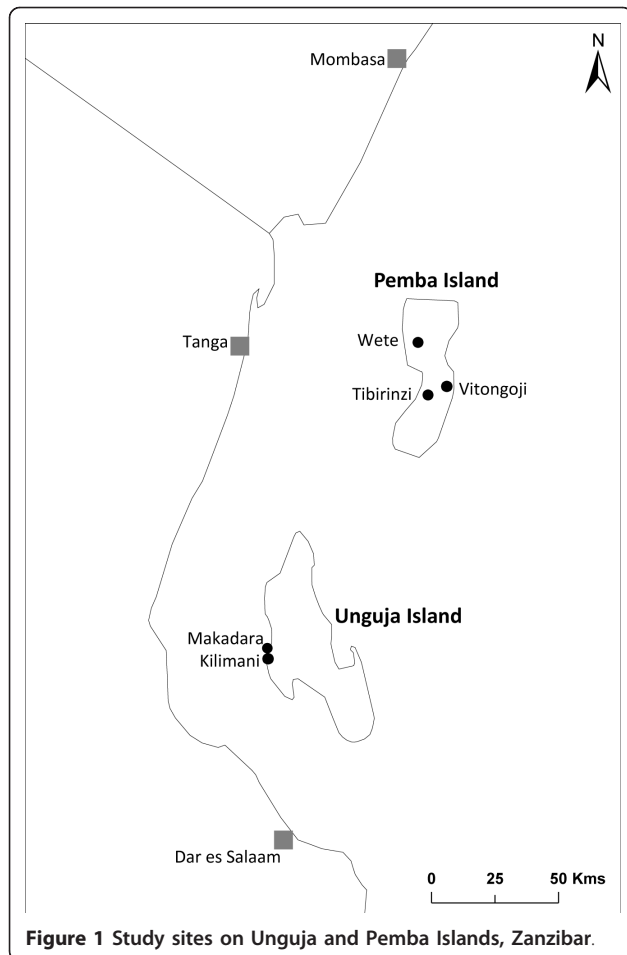 Mombasa
N
Pemba Island
Tanga
Wete
Tibirinzi
Vitongoji
Unguja Island
Makadara
Kilimani
Dar es Salaam
0 25 50 Kms
Figure 1 Study sites on Unguja and Pemba Islands, Zanzibar.